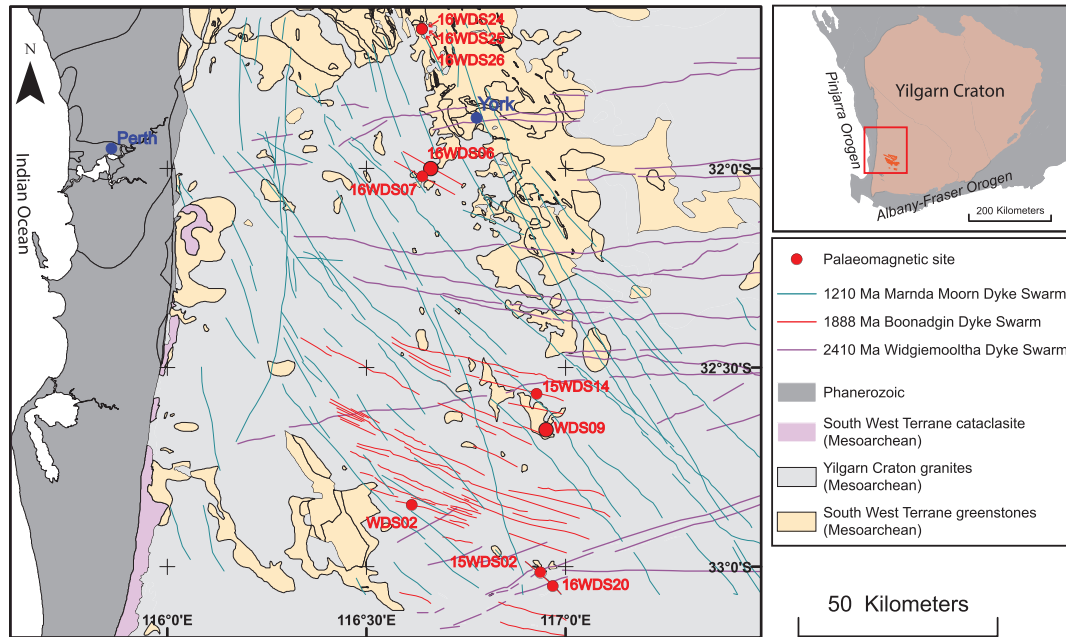 N
Indian Ocean
Perth
York
16WDS24
16WDS25
16WDS26
16WDS06
16WDS07
15WDS14
WDS09
WDS02
15WDS02
16WDS20
32°0'S
32°30'S
33°0'S
116°0'E
116°30'E
117°0'E
Yilgarn Craton
Pinjarra Orogen
Albany-Fraser Orogen
200 Kilometers
Palaeomagnetic site
1210 Ma Marnda Moorn Dyke Swarm
1888 Ma Boonadgin Dyke Swarm
2410 Ma Widgiemooltha Dyke Swarm
Phanerozoic
South West Terrane cataclasite
(Mesoarchean)
Yilgarn Craton granites
(Mesoarchean)
South West Terrane greenstones
(Mesoarchean)
50 Kilometers